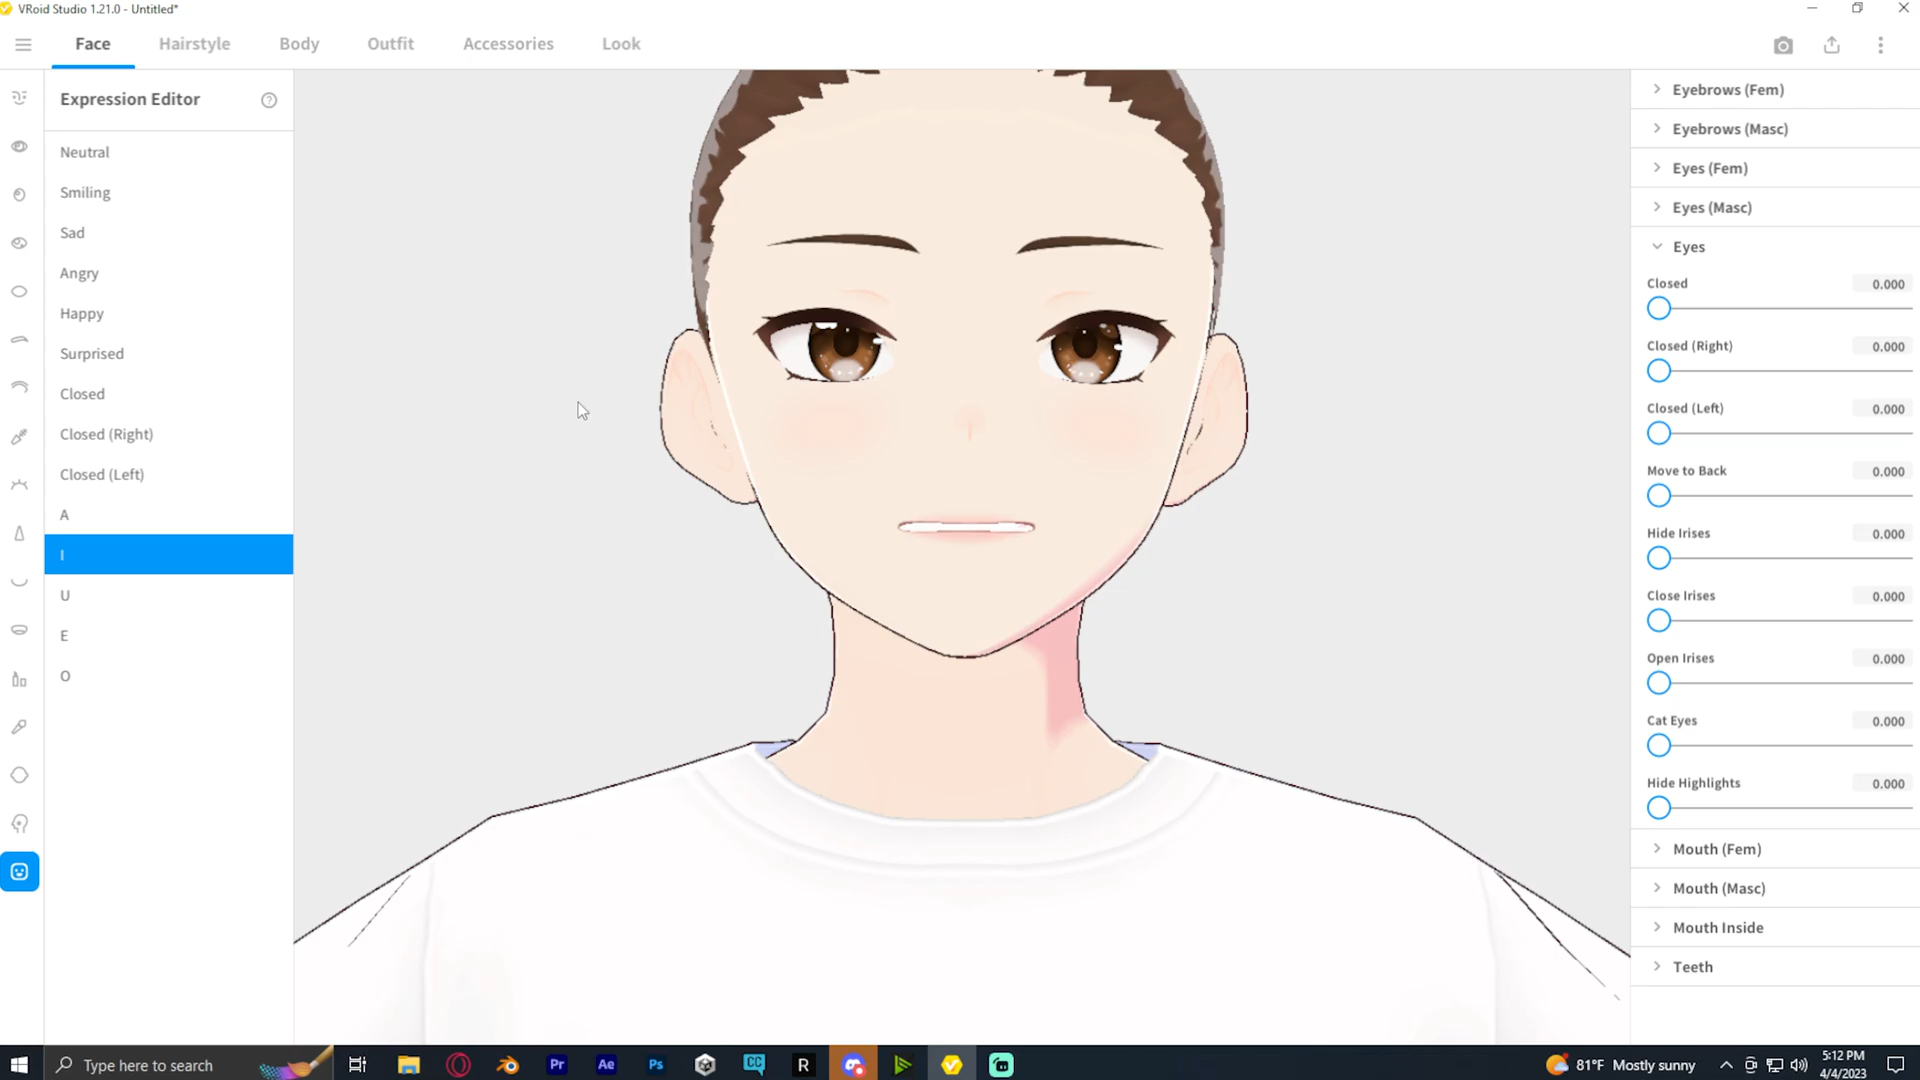 VRoid Studio 1.21.0 - Untitled*
Face
Hairstyle
Body
Outfit
Accessories
Look
Expression Editor
?
Neutral
Smiling
Sad
Angry
Happy
Surprised
Closed
Closed (Right)
Closed (Left)
A
I
U
E
O
Eyebrows (Fem)
Eyebrows (Masc)
Eyes (Fem)
Eyes (Masc)
Eyes
Closed 0.000
Closed (Right) 0.000
Closed (Left) 0.000
Move to Back 0.000
Hide Irises 0.000
Close Irises 0.000
Open Irises 0.000
Cat Eyes 0.000
Hide Highlights 0.000
Mouth (Fem)
Mouth (Masc)
Mouth Inside
Teeth
Type here to search
Pr
Ae
Ps
CC
R
81°F Mostly sunny
5:12 PM
4/4/2023